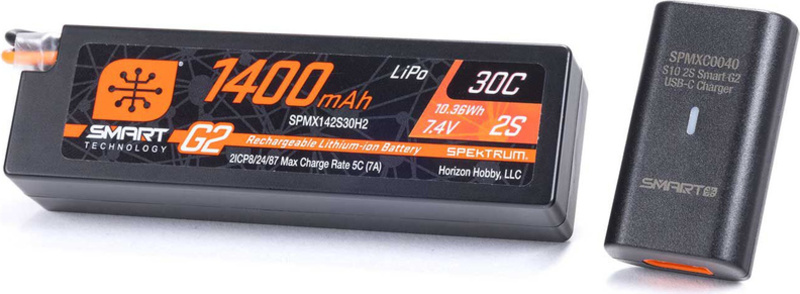 1400mAh
LiPo
30C
SPMX142S30H2
10.36Wh
7.4V
2S
SMART
TECHNOLOGY
G2
Rechargeable Lithium-ion Battery
SPEKTRUM
2ICP8/24/87 Max Charge Rate 5C (7A)
Horizon Hobby, LLC
SPMXC0040
S10 2S Smart G2
USB-C Charger
SMART